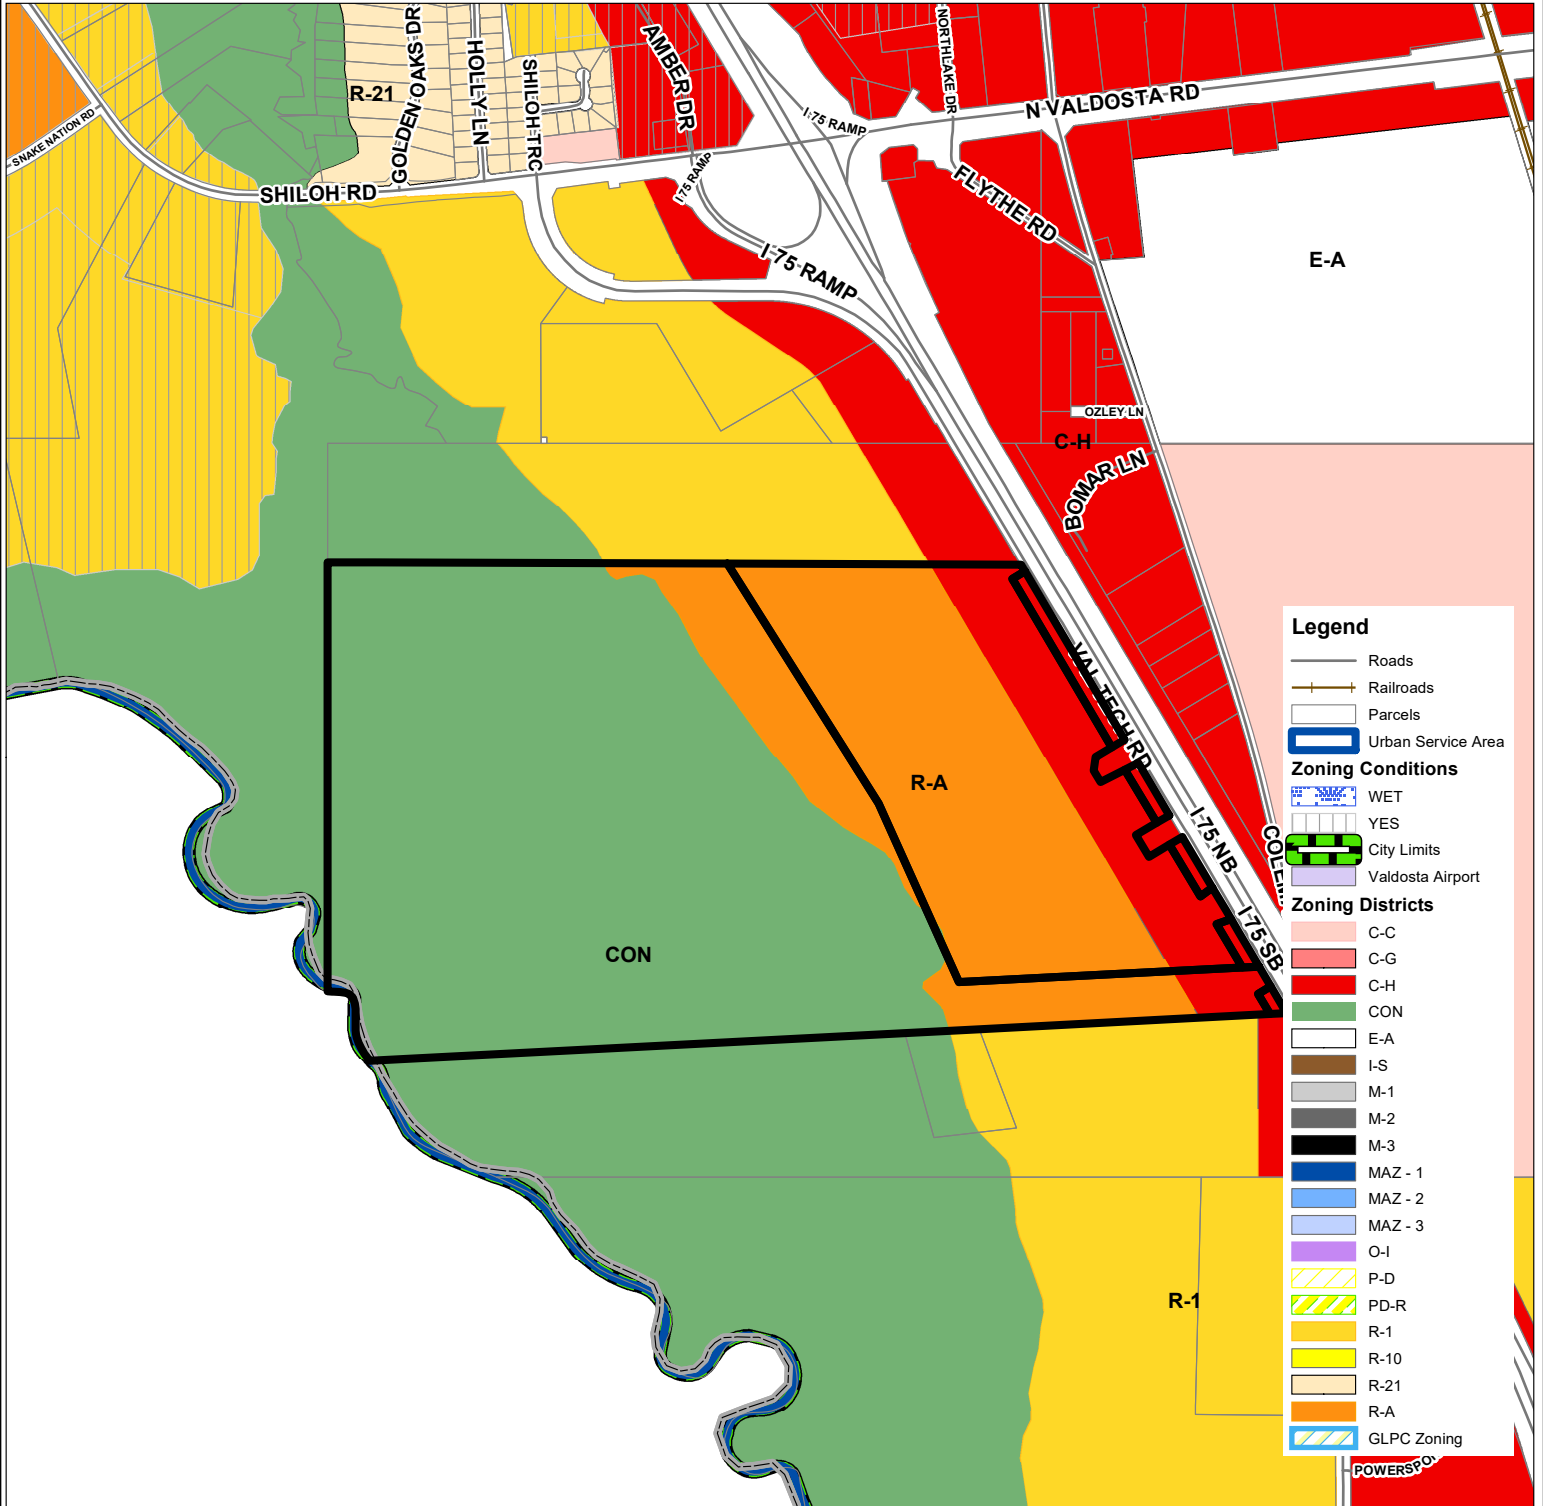 GOLDEN OAKS DR
HOLLY LN
SHILOH TRC
AMBER DR
NORTHLAKE DR
R-21
I-75 RAMP
N VALDOSTA RD
SNAKE NATION RD
SHILOH RD
I-75 RAMP
FLYTHE RD
I-75 RAMP
E-A
OZLEY LN
C-H
BOMAR LN
VAL TECH RD
R-A
I-75 NB
I-75 SB
CON
R-1
Legend
Roads
Railroads
Parcels
Urban Service Area
Zoning Conditions
WET
YES
City Limits
Valdosta Airport
Zoning Districts
C-C
C-G
C-H
CON
E-A
I-S
M-1
M-2
M-3
MAZ - 1
MAZ - 2
MAZ - 3
O-I
P-D
PD-R
R-1
R-10
R-21
R-A
GLPC Zoning